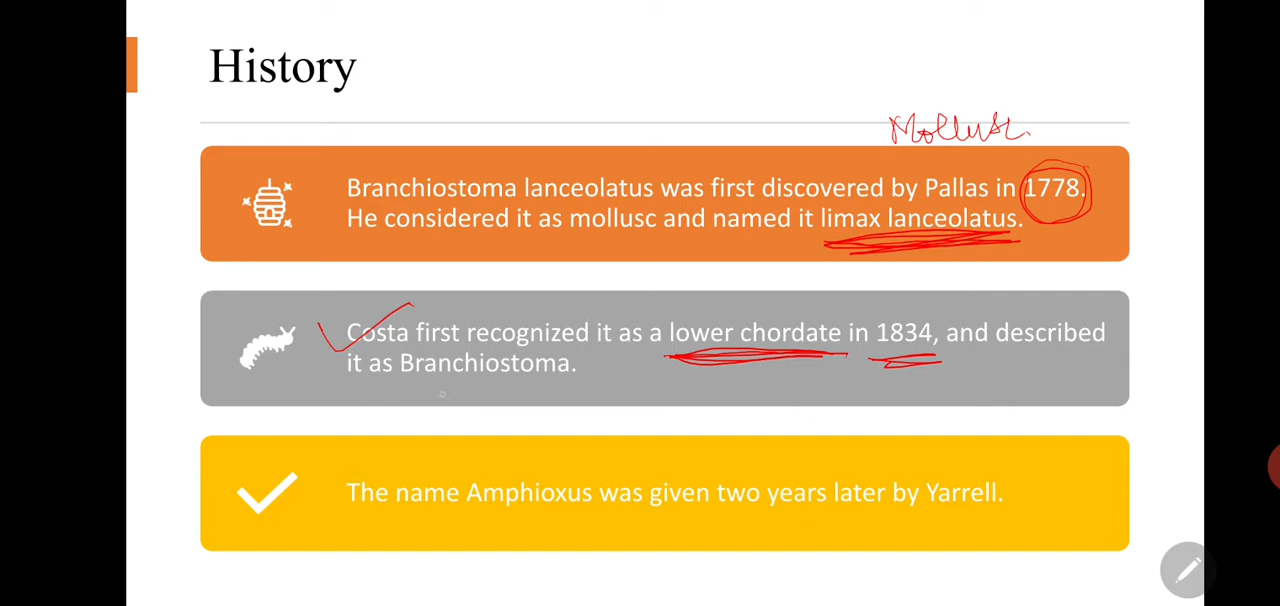 History
Mollusc.
Branchiostoma lanceolatus was first discovered by Pallas in 1778.
He considered it as mollusc and named it limax lanceolatus.
Costa first recognized it as a lower chordate in 1834, and described
it as Branchiostoma.
The name Amphioxus was given two years later by Yarrell.